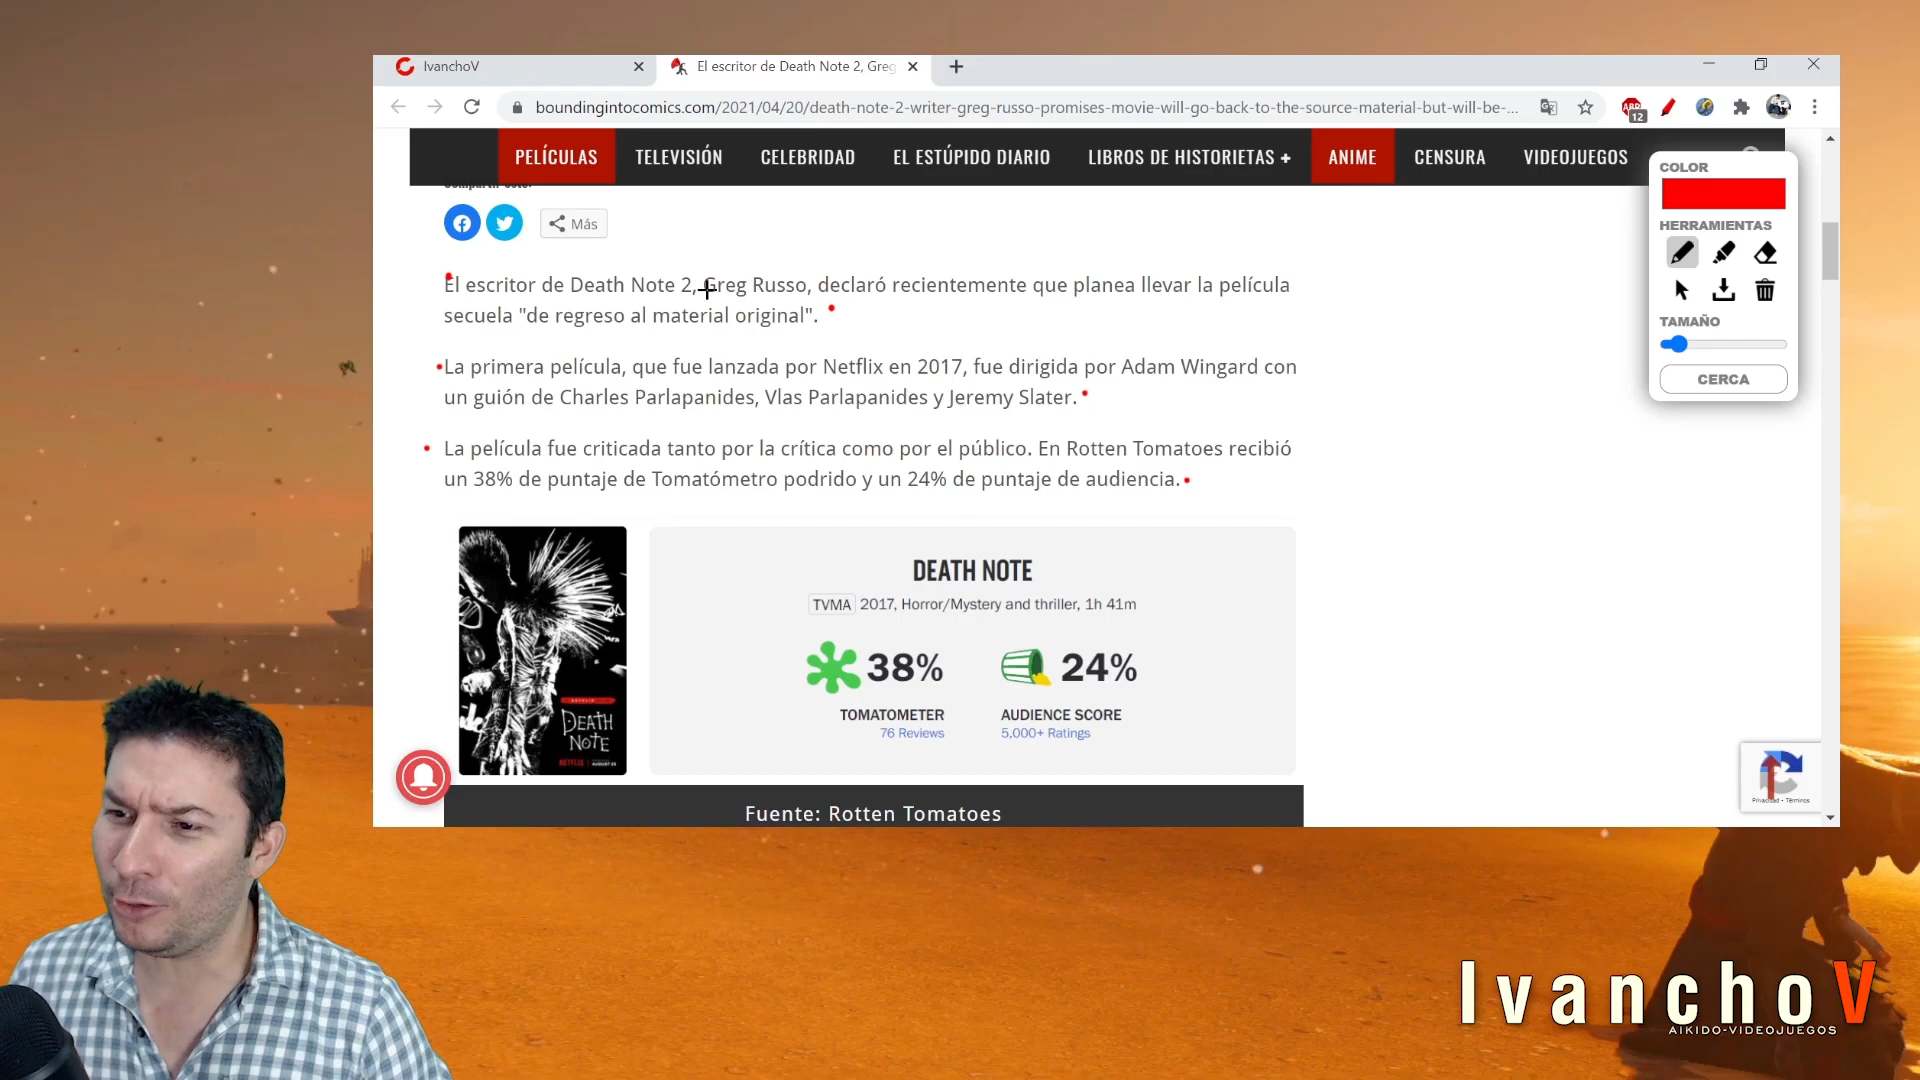 IvanchoV
El escritor de Death Note 2, Greg
boundingintocomics.com/2021/04/20/death-note-2-writer-greg-russo-promises-movie-will-go-back-to-the-source-material-but-will-be-...
ABP
12
PELÍCULAS TELEVISIÓN CELEBRIDAD EL ESTÚPIDO DIARIO LIBROS DE HISTORIETAS + ANIME CENSURA VIDEOJUEGOS
COLOR
HERRAMIENTAS
TAMAÑO
CERCA
Más
El escritor de Death Note 2, Greg Russo, declaró recientemente que planea llevar la película
secuela "de regreso al material original".
La primera película, que fue lanzada por Netflix en 2017, fue dirigida por Adam Wingard con
un guión de Charles Parlapanides, Vlas Parlapanides y Jeremy Slater.
La película fue criticada tanto por la crítica como por el público. En Rotten Tomatoes recibió
un 38% de puntaje de Tomatómetro podrido y un 24% de puntaje de audiencia.
DEATH
NOTE
NETFLIX
DEATH NOTE
TVMA 2017, Horror/Mystery and thriller, 1h 41m
38% 24%
TOMATOMETER AUDIENCE SCORE
76 Reviews 5,000+ Ratings
Fuente: Rotten Tomatoes
Privacidad - Términos
IvanchoV
AIKIDO-VIDEOJUEGOS